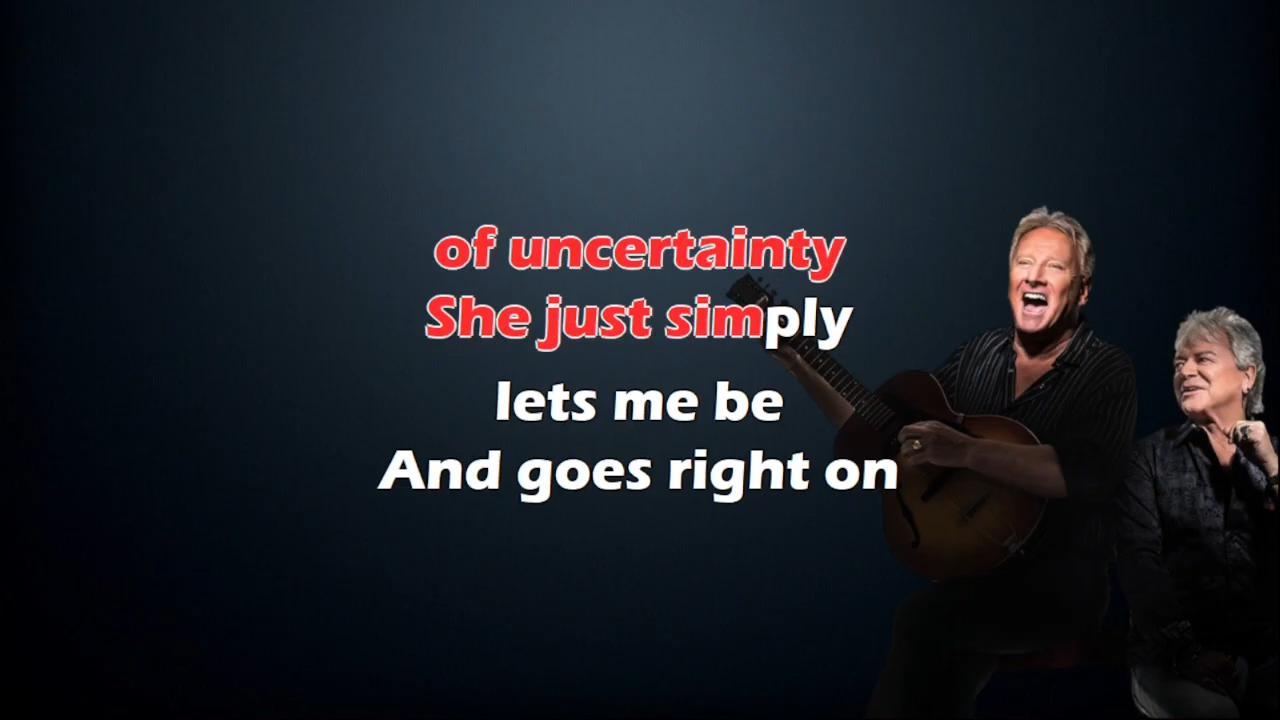 of uncertainty
She just simply
lets me be
And goes right on